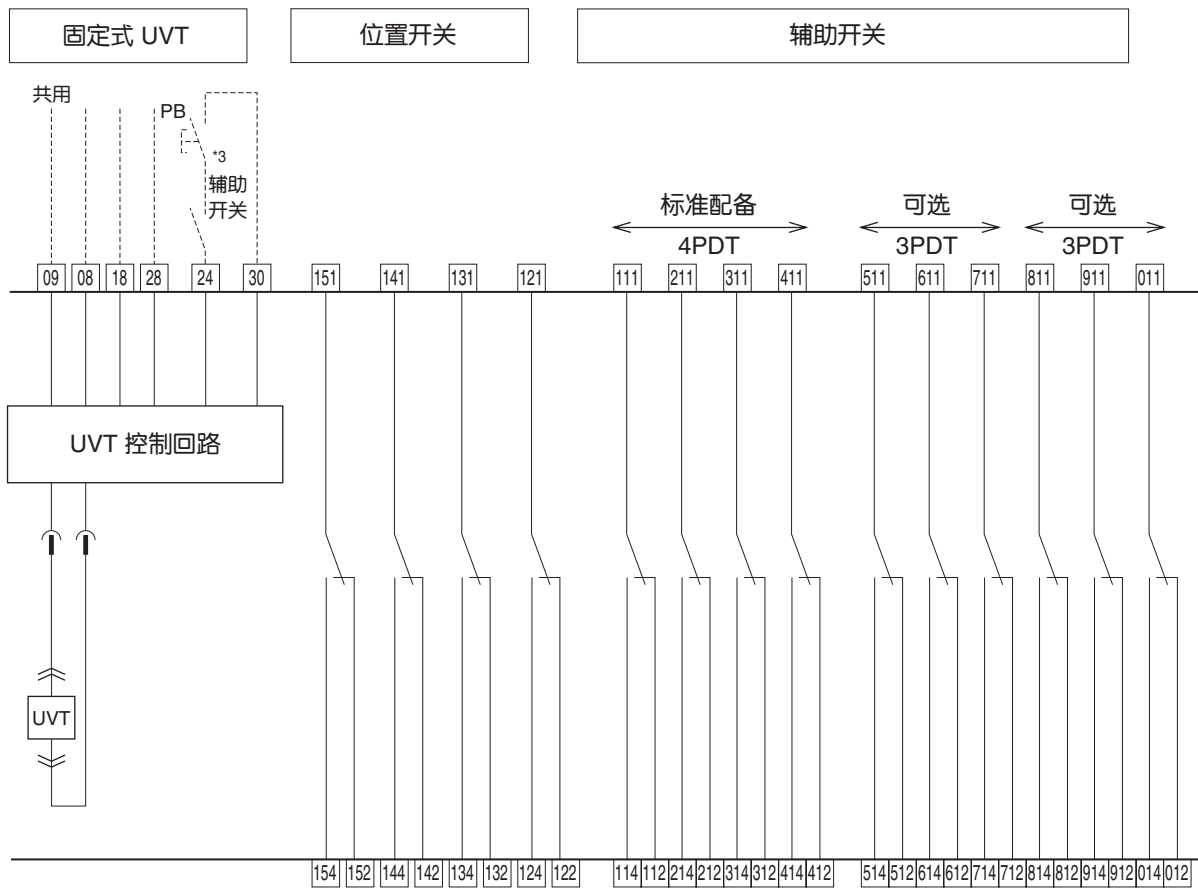 固定式 UVT
位置开关
辅助开关
共用
PB
*3
辅助
开关
标准配备
4PDT
可选
3PDT
可选
3PDT
09 08 18 28 24 30 151 141 131 121 111 211 311 411 511 611 711 811 911 011
UVT 控制回路
UVT
154 152 144 142 134 132 124 122 114 112 214 212 314 312 414 412 514 512 614 612 714 712 814 812 914 912 014 012